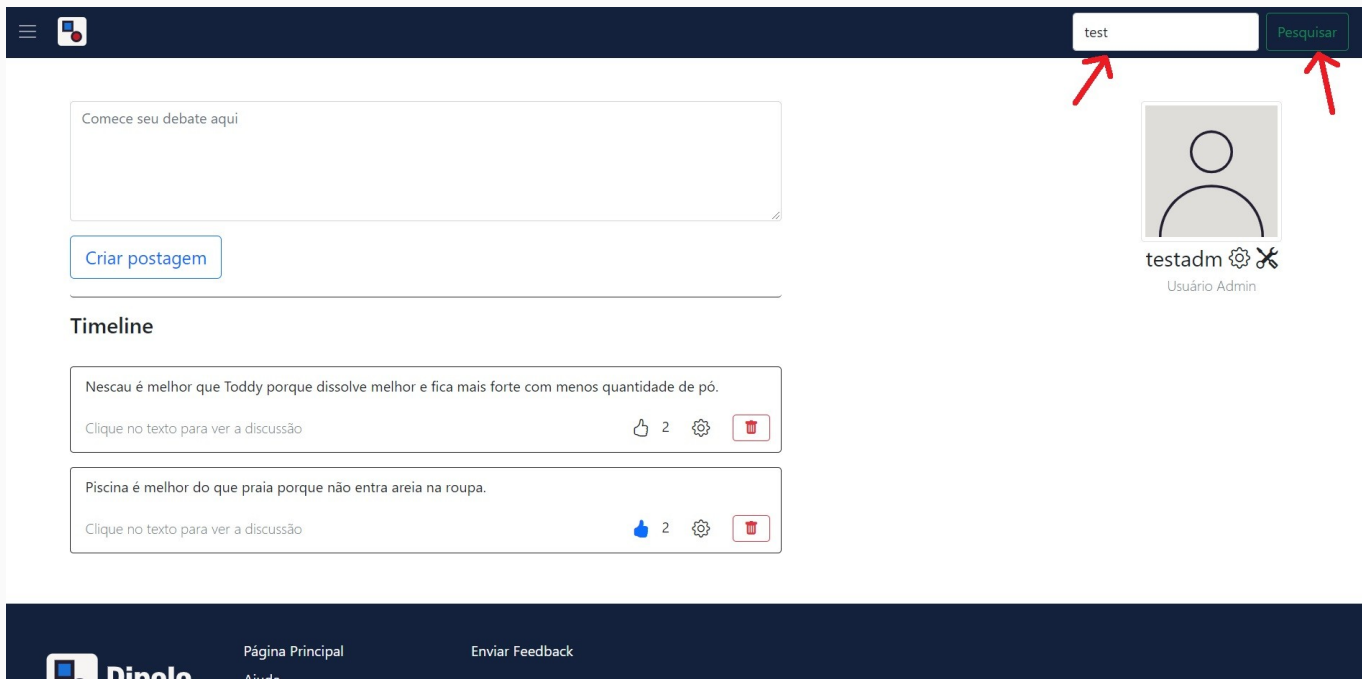 test
Pesquisar
Comece seu debate aqui
Criar postagem
testadm
Usuário Admin
Timeline
Nescau é melhor que Toddy porque dissolve melhor e fica mais forte com menos quantidade de pó.
Clique no texto para ver a discussão
2
Piscina é melhor do que praia porque não entra areia na roupa.
Clique no texto para ver a discussão
2
Página Principal
Enviar Feedback
Dipolo
Ajuda